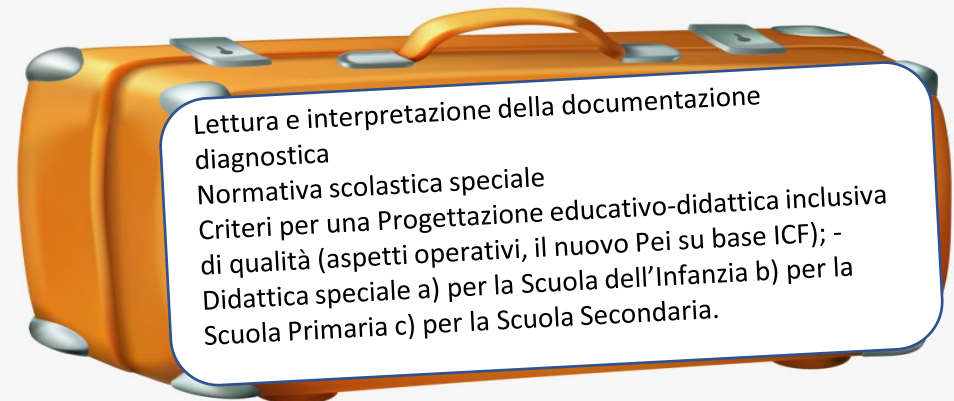 Lettura e interpretazione della documentazione
diagnostica
Normativa scolastica speciale
Criteri per una Progettazione educativo-didattica inclusiva
di qualità (aspetti operativi, il nuovo Pei su base ICF); -
Didattica speciale a) per la Scuola dell’Infanzia b) per la
Scuola Primaria c) per la Scuola Secondaria.